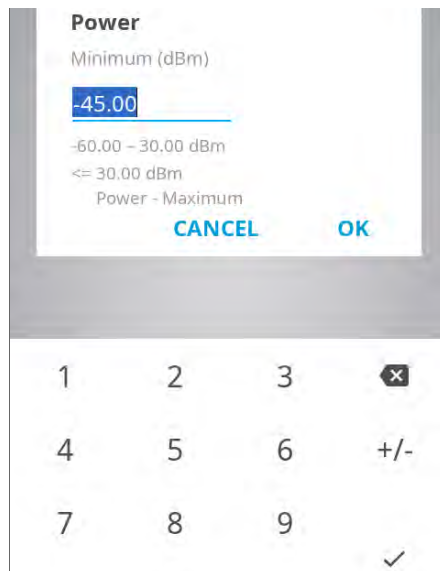 Power
Minimum (dBm)
-45.00
-60.00 – 30.00 dBm
<= 30.00 dBm
Power - Maximum
CANCEL OK
1 2 3
4 5 6 +/-
7 8 9